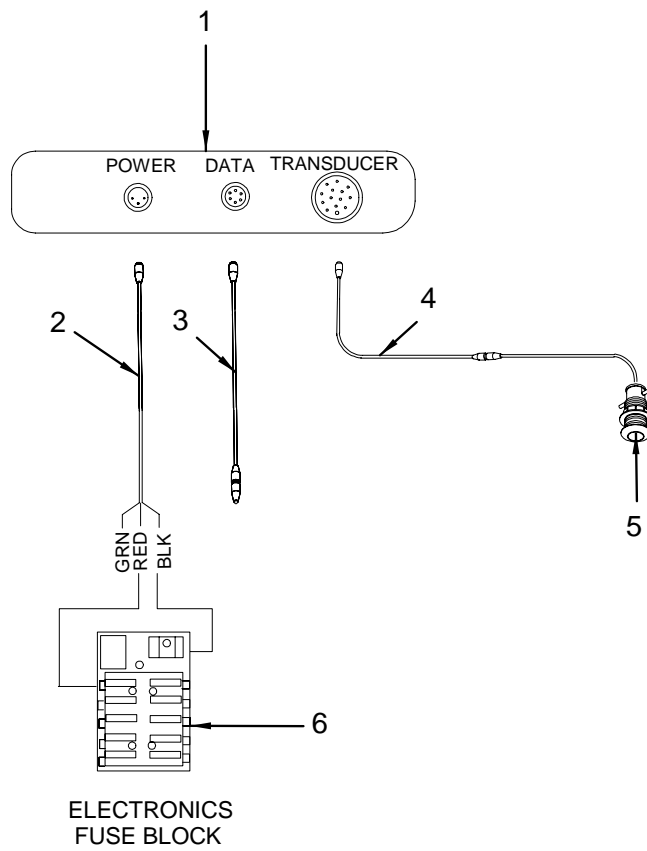 1
POWER DATA TRANSDUCER
2
3
4
5
GRN
RED
BLK
6
ELECTRONICS
FUSE BLOCK